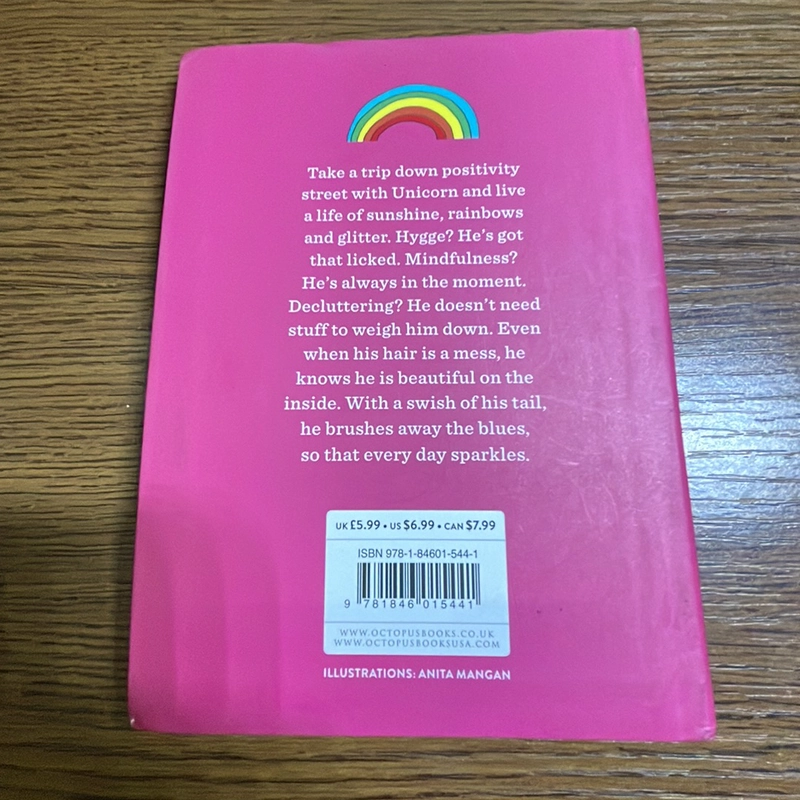 Take a trip down positivity
street with Unicorn and live
a life of sunshine, rainbows
and glitter. Hygge? He's got
that licked. Mindfulness?
He's always in the moment.
Decluttering? He doesn't need
stuff to weigh him down. Even
when his hair is a mess, he
knows he is beautiful on the
inside. With a swish of his tail,
he brushes away the blues,
so that every day sparkles.
UK £5.99 • US $6.99 • CAN $7.99
ISBN 978-1-84601-544-1
9 781846 015441
WWW.OCTOPUSBOOKS.CO.UK
WWW.OCTOPUSBOOKSUSA.COM
ILLUSTRATIONS: ANITA MANGAN